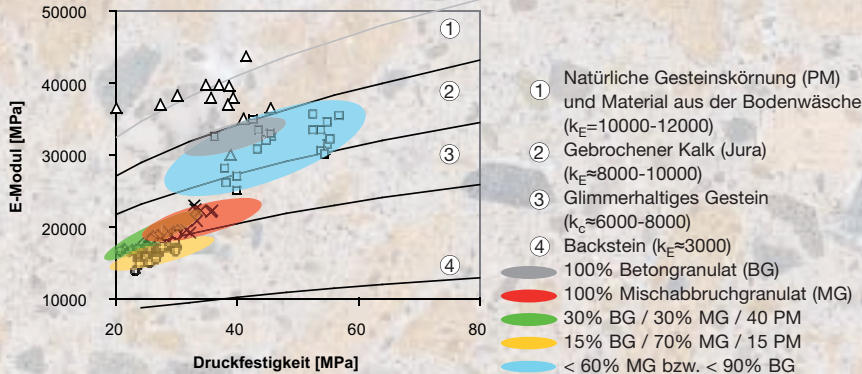 50000
40000
30000
20000
10000
E-Modul [MPa]
20
40
60
80
Druckfestigkeit [MPa]
1
2
3
4
1 Natürliche Gesteinskörnung (PM)
und Material aus der Bodenwäsche
(kE=10000-12000)
2 Gebrochener Kalk (Jura)
(kE≈8000-10000)
3 Glimmerhaltiges Gestein
(kc≈6000-8000)
4 Backstein (kE≈3000)
100% Betongranulat (BG)
100% Mischabbruchgranulat (MG)
30% BG / 30% MG / 40 PM
15% BG / 70% MG / 15 PM
< 60% MG bzw. < 90% BG